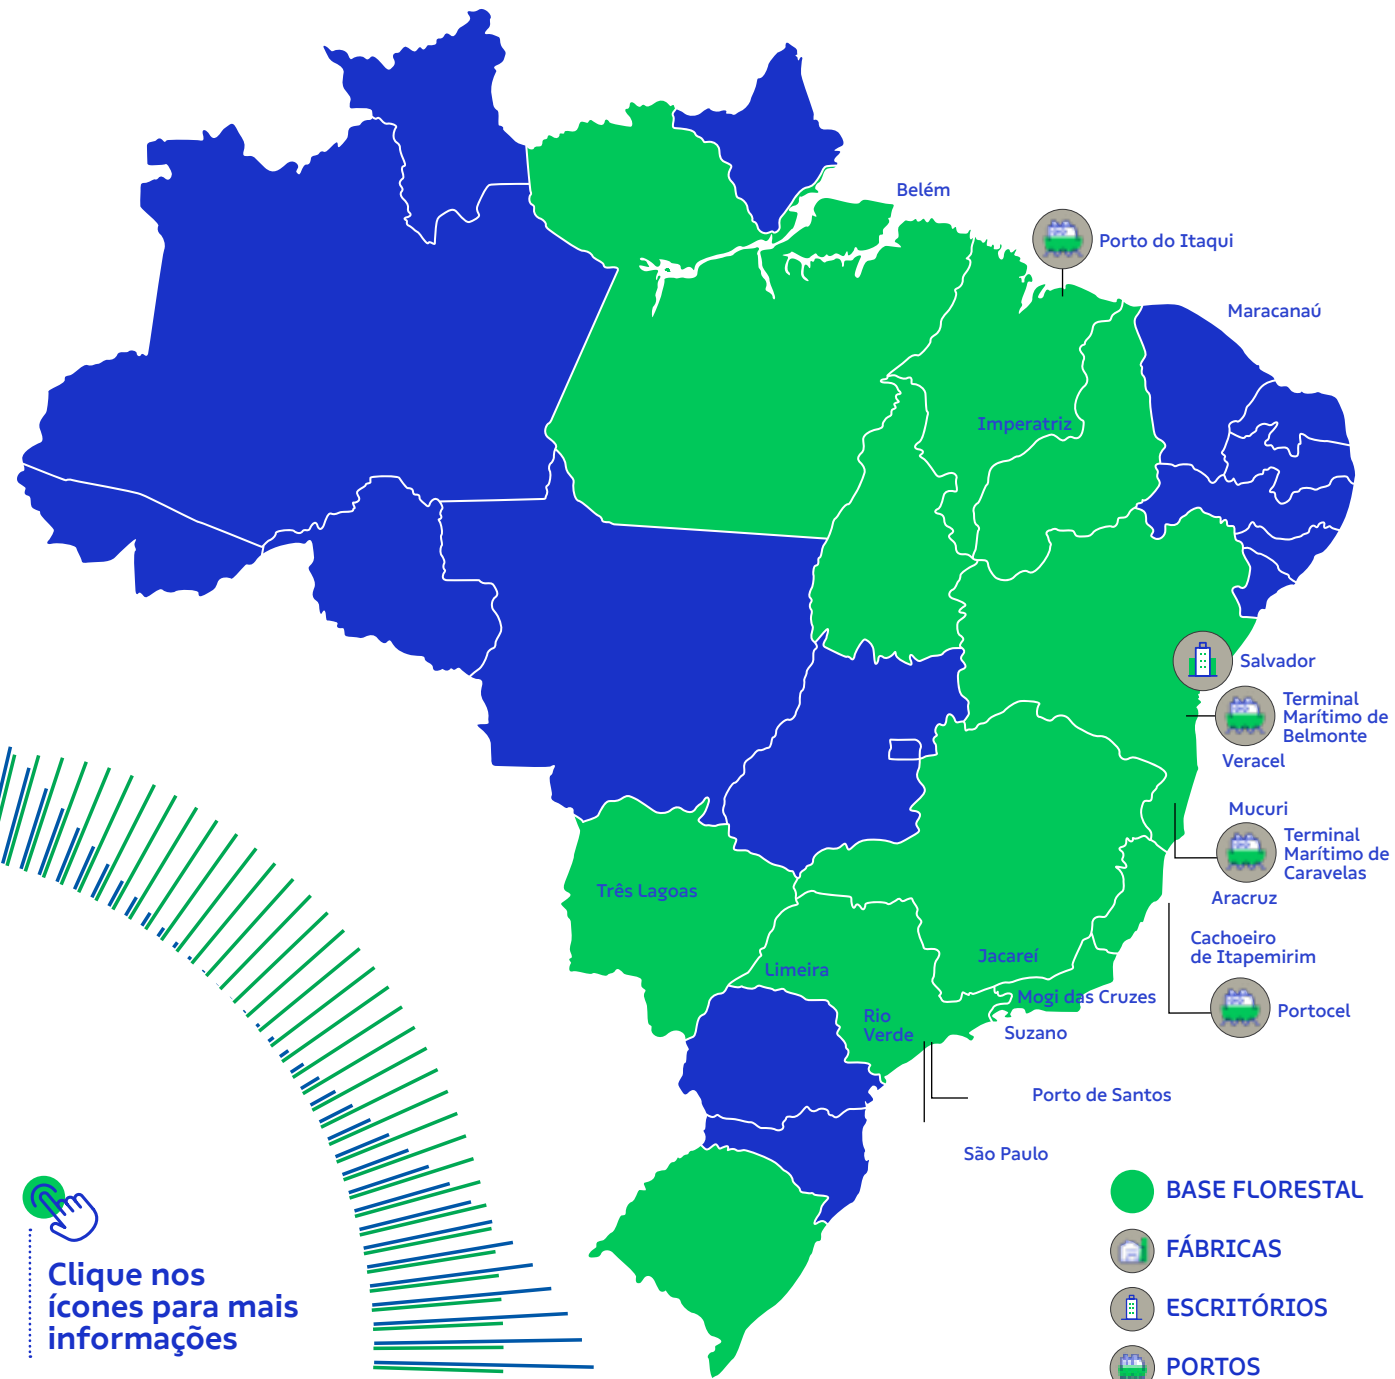 Belém
Porto do Itaqui
Maracanaú
Imperatriz
Salvador
Terminal
Marítimo de
Belmonte
Veracel
Mucuri
Terminal
Marítimo de
Caravelas
Três Lagoas
Aracruz
Cachoeiro
de Itapemirim
Jacareí
Limeira
Mogi das Cruzes
Portocel
Rio
Verde
Suzano
Porto de Santos
São Paulo
BASE FLORESTAL
FÁBRICAS
ESCRITÓRIOS
PORTOS
Clique nos
ícones para mais
informações